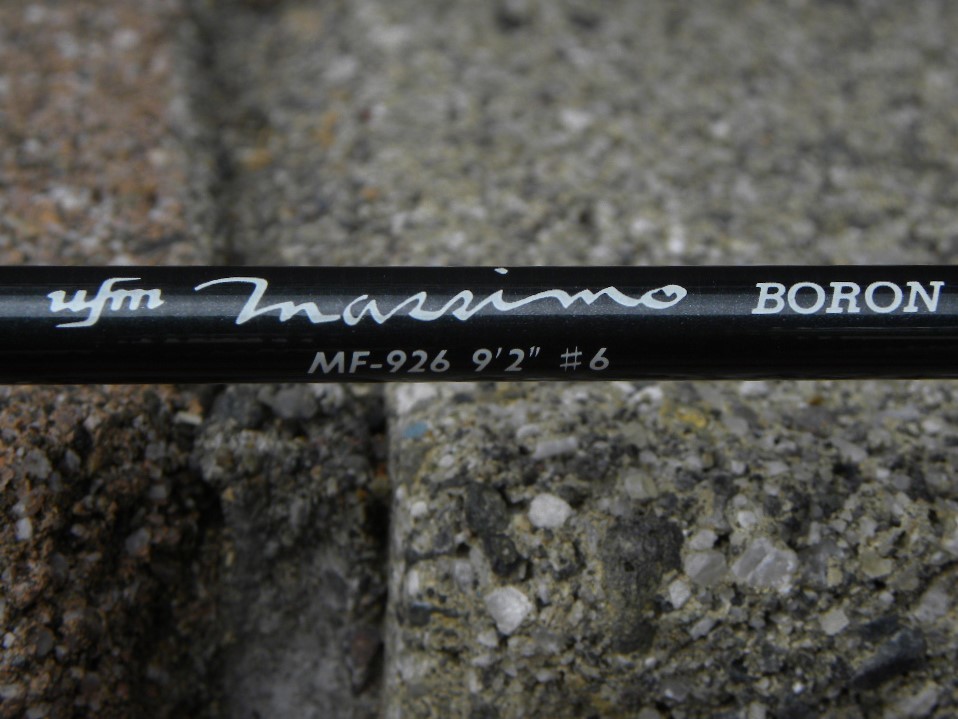 ufm Massimo BORON
MF-926 9'2" #6